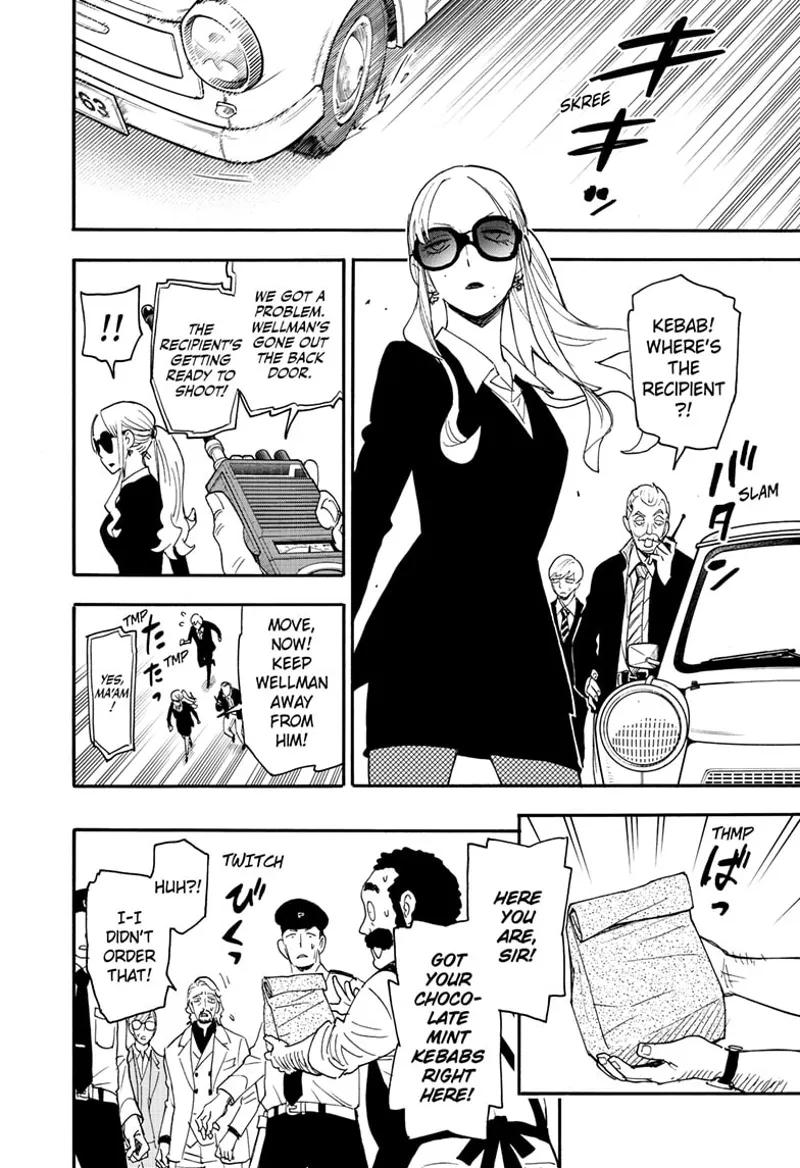 キキッ
SKREE
63
KEBAB!
WHERE'S
THE
RECIPIENT
?!
バタ
SLAM
WE GOT A
PROBLEM.
WELLMAN'S
GONE OUT
THE BACK
DOOR.
THE
RECIPIENT'S
GETTING
READY TO
SHOOT!
!!
MOVE,
NOW! KEEP
WELLMAN
AWAY
FROM
HIM!
TMP
たたっ
TMP
YES,
MA'AM
!
THMP
ばっ
HERE
YOU
ARE,
SIR!
GOT
YOUR
CHOCO-
LATE
MINT
KEBABS
RIGHT
HERE!
TWITCH
びくっ
HUH?!
I-I
DIDN'T
ORDER
THAT!